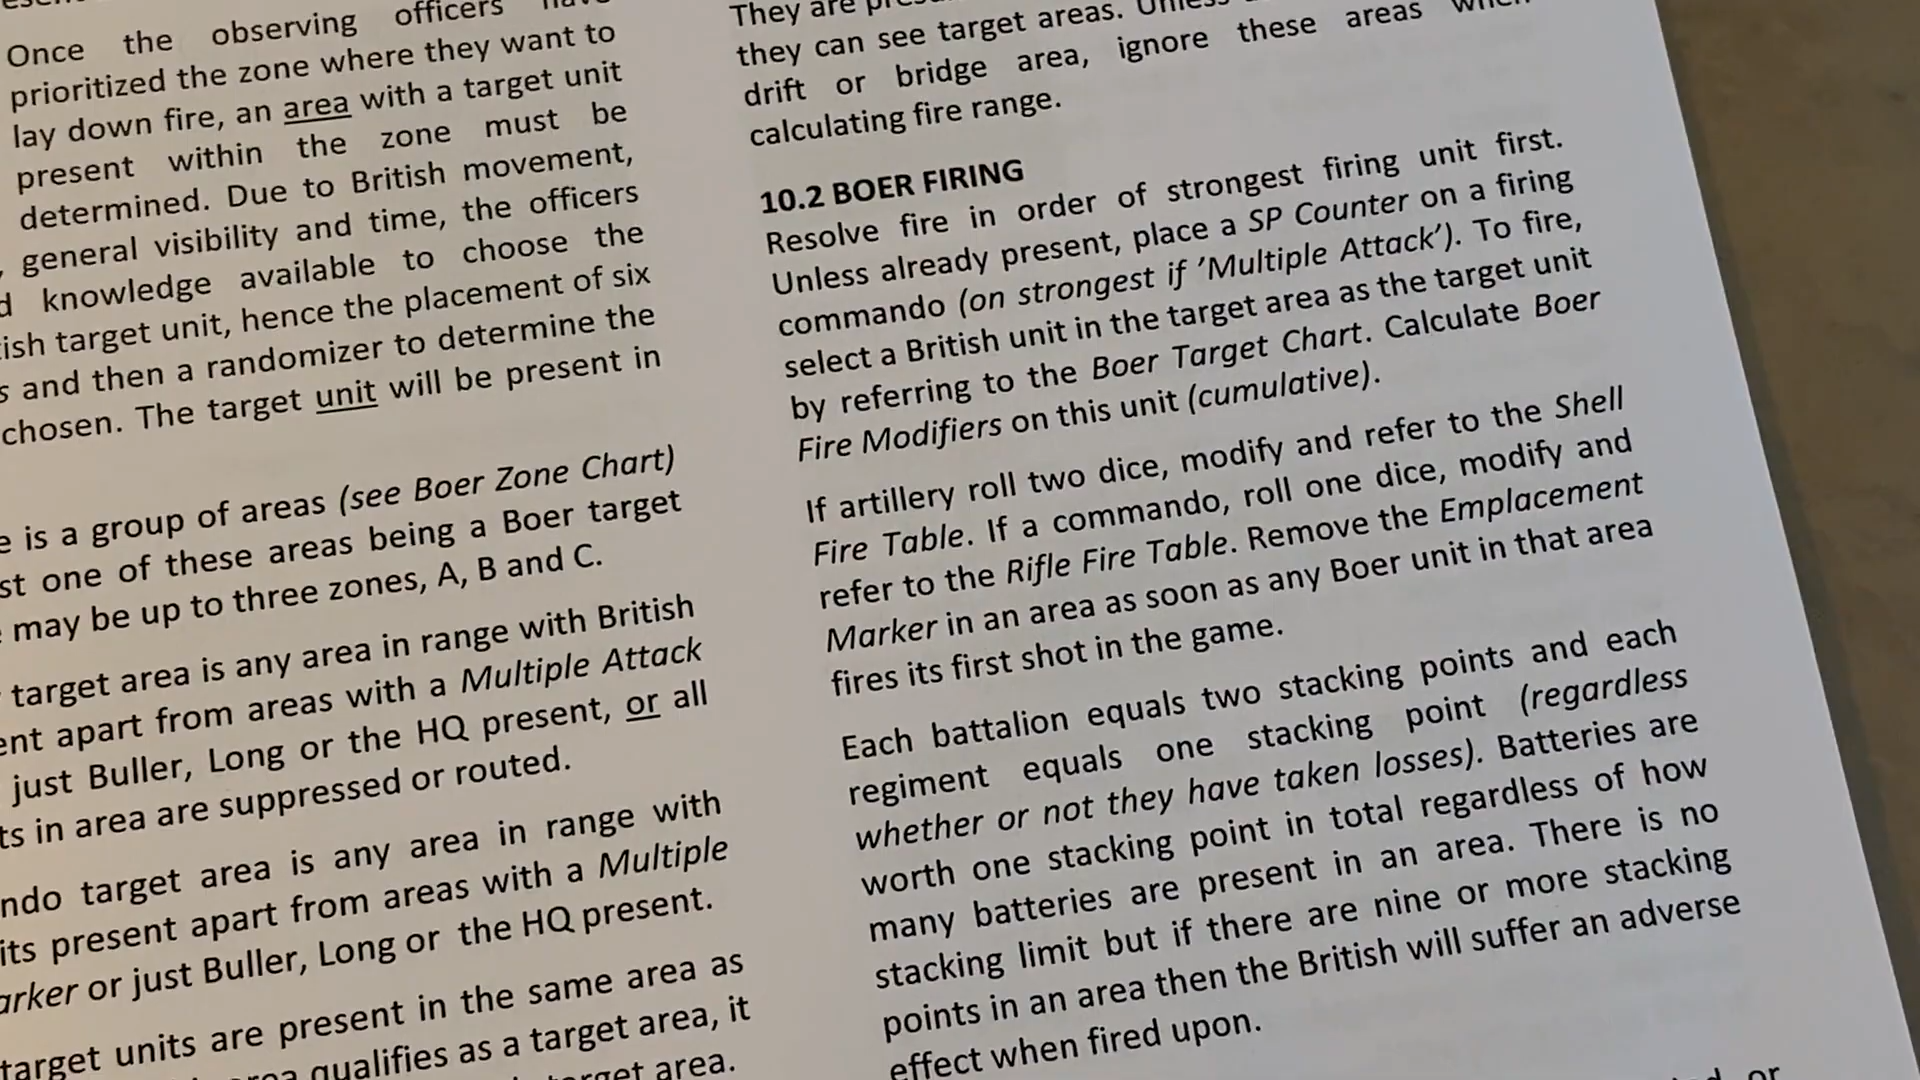 Once the observing officers
prioritized the zone where they want to
lay down fire, an area with a target unit
present within the zone must be
determined. Due to British movement,
general visibility and time, the officers
knowledge available to choose the
target unit, hence the placement of six
and then a randomizer to determine the
chosen. The target unit will be present in
is a group of areas (see Boer Zone Chart)
one of these areas being a Boer target
may be up to three zones, A, B and C.
target area is any area in range with British
apart from areas with a Multiple Attack
just Buller, Long or the HQ present, or all
in area are suppressed or routed.
target area is any area in range with
present apart from areas with a Multiple
or just Buller, Long or the HQ present.
target units are present in the same area as
qualifies as a target area, it
area.
They are
they can see target areas.
drift or bridge area, ignore these areas
calculating fire range.
10.2 BOER FIRING
Resolve fire in order of strongest firing unit first.
Unless already present, place a SP Counter on a firing
commando (on strongest if 'Multiple Attack'). To fire,
select a British unit in the target area as the target unit
by referring to the Boer Target Chart. Calculate Boer
Fire Modifiers on this unit (cumulative).
If artillery roll two dice, modify and refer to the Shell
Fire Table. If a commando, roll one dice, modify and
refer to the Rifle Fire Table. Remove the Emplacement
Marker in an area as soon as any Boer unit in that area
fires its first shot in the game.
Each battalion equals two stacking points and each
regiment equals one stacking point (regardless
whether or not they have taken losses). Batteries are
worth one stacking point in total regardless of how
many batteries are present in an area. There is no
stacking limit but if there are nine or more stacking
points in an area then the British will suffer an adverse
effect when fired upon.
or